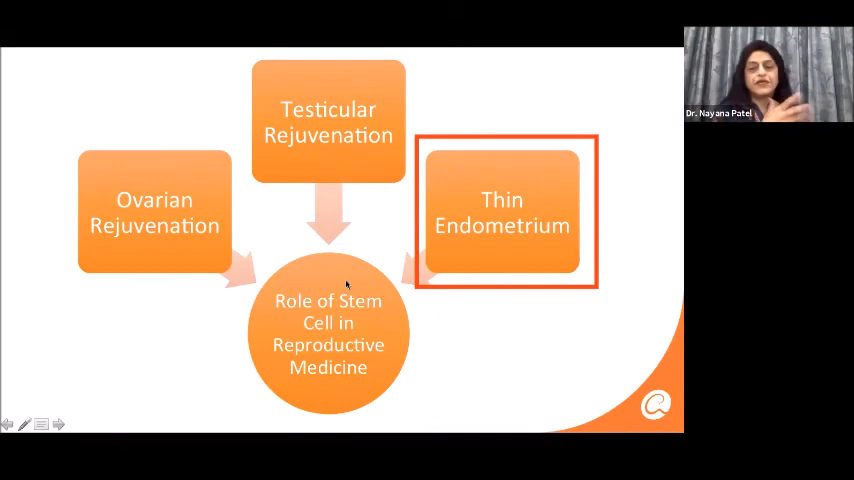 Testicular
Rejuvenation
Dr. Nayana Patel
Ovarian
Rejuvenation
Thin
Endometrium
Role of Stem
Cell in
Reproductive
Medicine